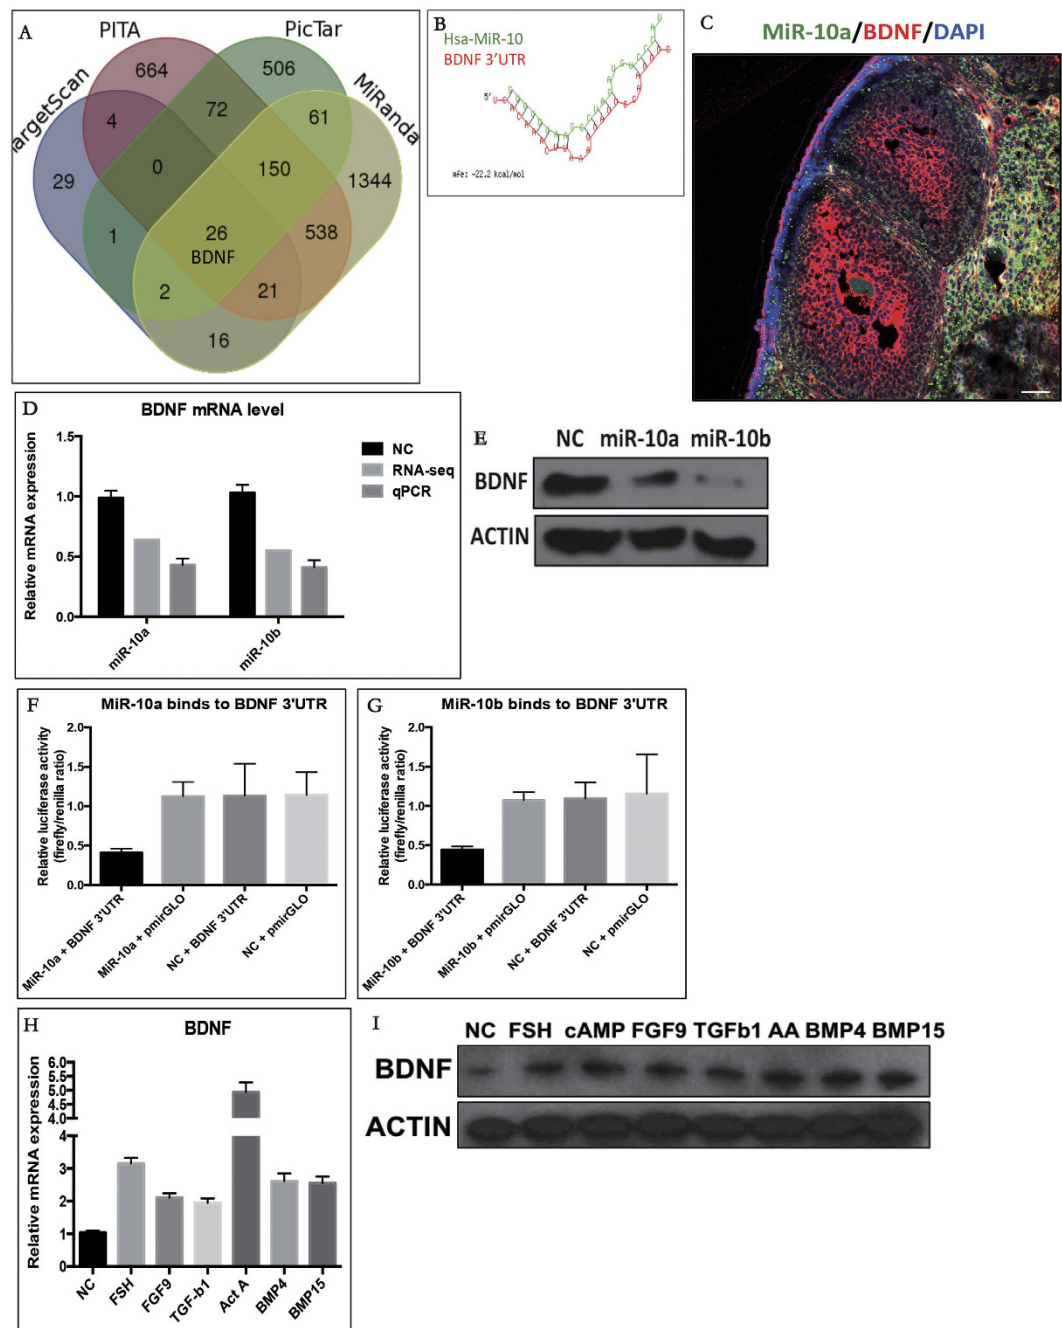 A
PITA
PicTar
TargetScan
MiRanda
664
506
4
72
61
29
0
150
1344
1
26
538
BDNF
2
21
16
B
Hsa-MiR-10
BDNF 3'UTR
5'
mfe: -22.2 kcal/mol
C
MiR-10a/BDNF/DAPI
D
BDNF mRNA level
Relative mRNA expression
1.5
1.0
0.5
0.0
miR-10a
miR-10b
NC
RNA-seq
qPCR
E
NC miR-10a miR-10b
BDNF
ACTIN
F
MiR-10a binds to BDNF 3'UTR
Relative luciferase activity
(firefly/renilla ratio)
2.0
1.5
1.0
0.5
0.0
MiR-10a + BDNF 3'UTR
MiR-10a + pmirGLO
NC + BDNF 3'UTR
NC + pmirGLO
G
MiR-10b binds to BDNF 3'UTR
Relative luciferase activity
(firefly/renilla ratio)
2.0
1.5
1.0
0.5
0.0
MiR-10b + BDNF 3'UTR
MiR-10b + pmirGLO
NC + BDNF 3'UTR
NC + pmirGLO
H
BDNF
Relative mRNA expression
6.0
5.5
5.0
4.5
4.0
4
3
2
1
0
NC
FSH
FGF9
TGF-b1
Act A
BMP4
BMP15
I
NC FSH cAMP FGF9 TGFb1 AA BMP4 BMP15
BDNF
ACTIN